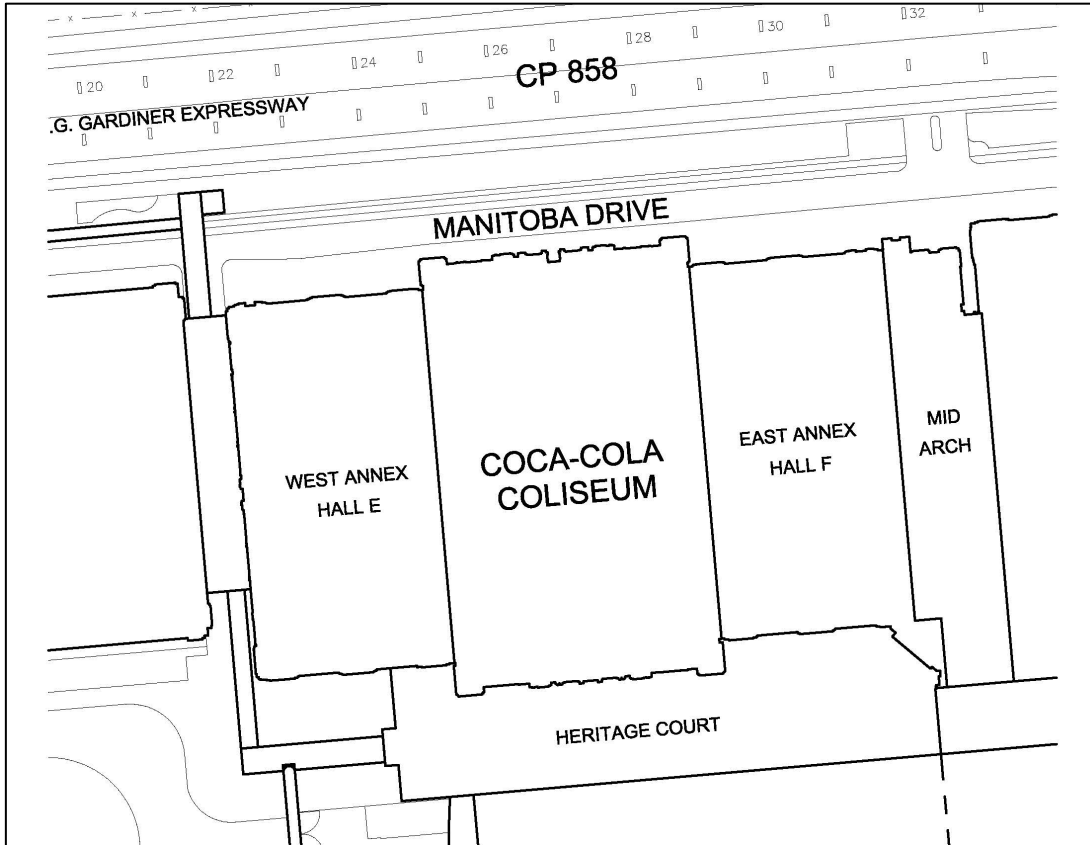 32
30
28
26
24
22
20
CP 858
.G. GARDINER EXPRESSWAY
MANITOBA DRIVE
WEST ANNEX
HALL E
COCA-COLA
COLISEUM
EAST ANNEX
HALL F
MID
ARCH
HERITAGE COURT